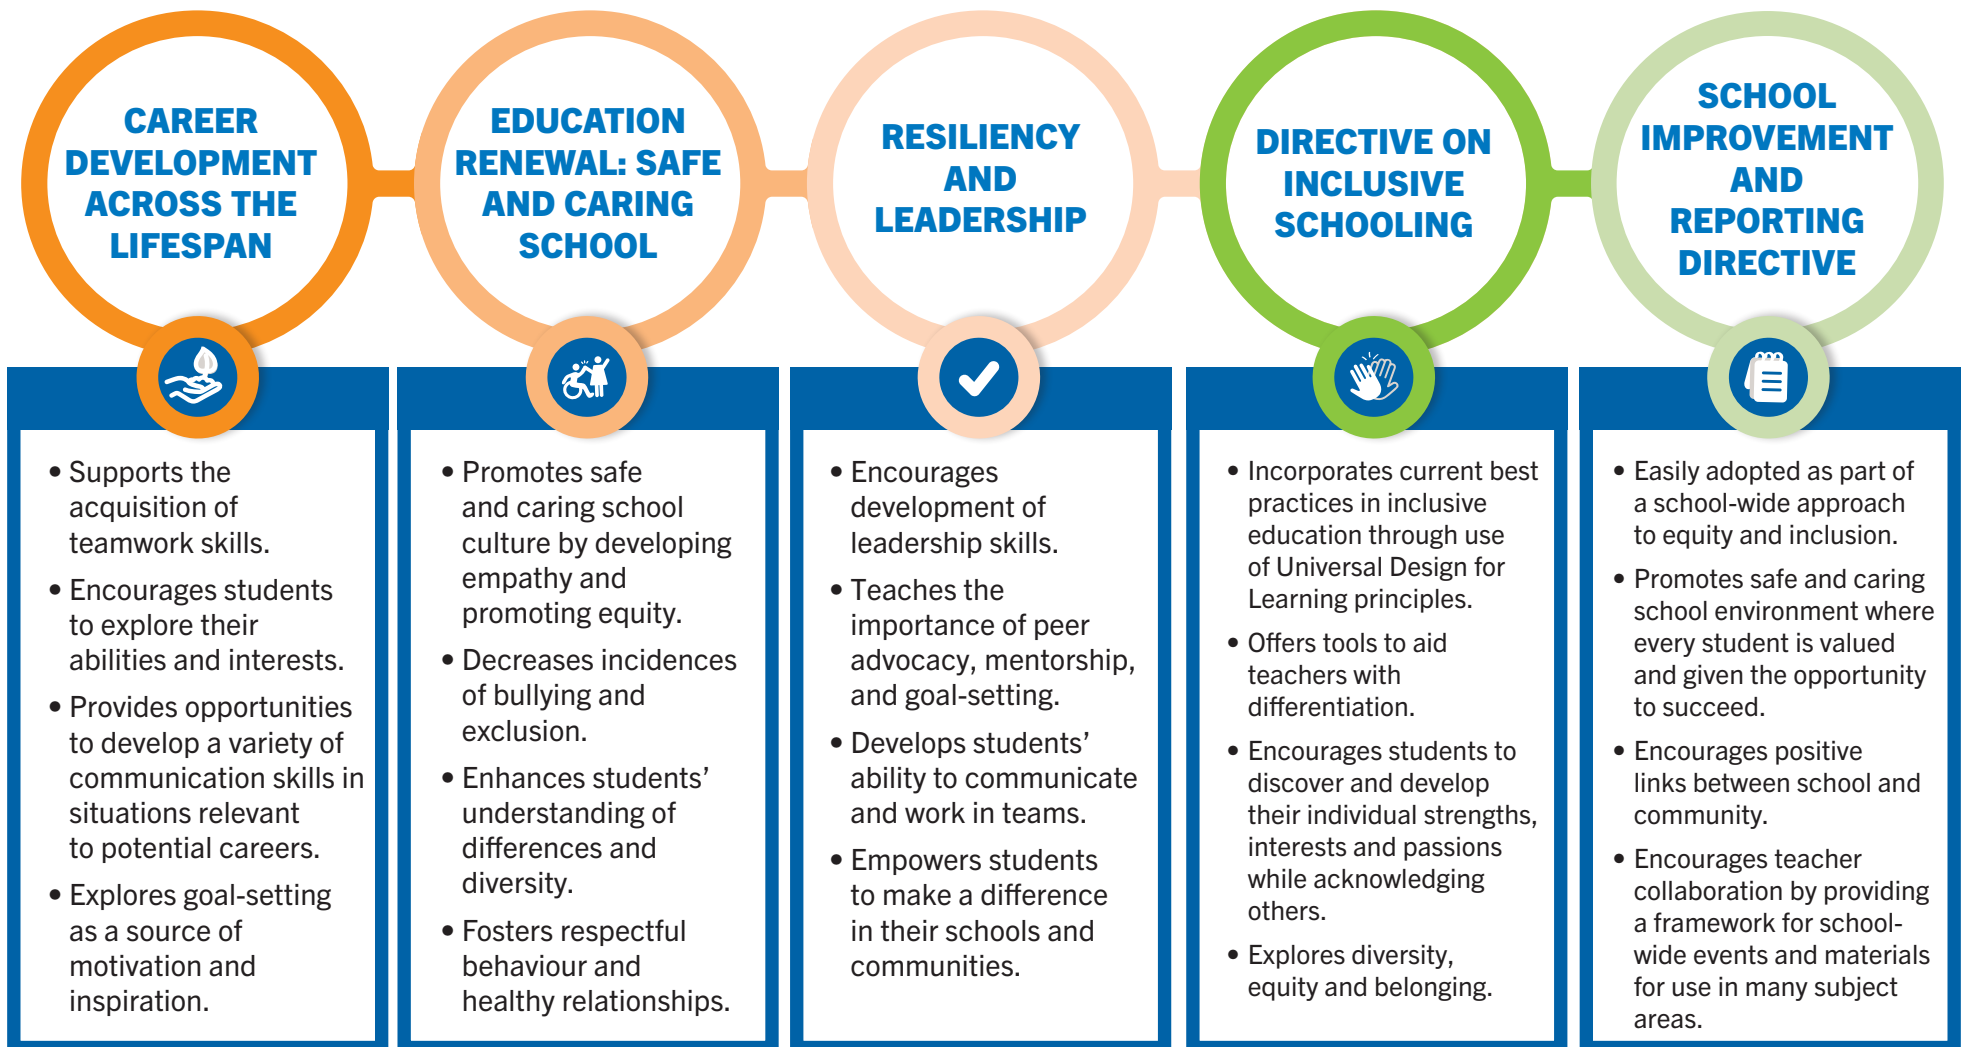 CAREER
DEVELOPMENT
ACROSS THE
LIFESPAN
• Supports the
acquisition of
teamwork skills.
• Encourages students
to explore their
abilities and interests.
• Provides opportunities
to develop a variety of
communication skills in
situations relevant
to potential careers.
• Explores goal-setting
as a source of
motivation and
inspiration.
EDUCATION
RENEWAL: SAFE
AND CARING
SCHOOL
• Promotes safe
and caring school
culture by developing
empathy and
promoting equity.
• Decreases incidences
of bullying and
exclusion.
• Enhances students’
understanding of
differences and
diversity.
• Fosters respectful
behaviour and
healthy relationships.
RESILIENCY
AND
LEADERSHIP
• Encourages
development of
leadership skills.
• Teaches the
importance of peer
advocacy, mentorship,
and goal-setting.
• Develops students’
ability to communicate
and work in teams.
• Empowers students
to make a difference
in their schools and
communities.
DIRECTIVE ON
INCLUSIVE
SCHOOLING
• Incorporates current best
practices in inclusive
education through use
of Universal Design for
Learning principles.
• Offers tools to aid
teachers with
differentiation.
• Encourages students to
discover and develop
their individual strengths,
interests and passions
while acknowledging
others.
• Explores diversity,
equity and belonging.
SCHOOL
IMPROVEMENT
AND
REPORTING
DIRECTIVE
• Easily adopted as part of
a school-wide approach
to equity and inclusion.
• Promotes safe and caring
school environment where
every student is valued
and given the opportunity
to succeed.
• Encourages positive
links between school and
community.
• Encourages teacher
collaboration by providing
a framework for school-
wide events and materials
for use in many subject
areas.